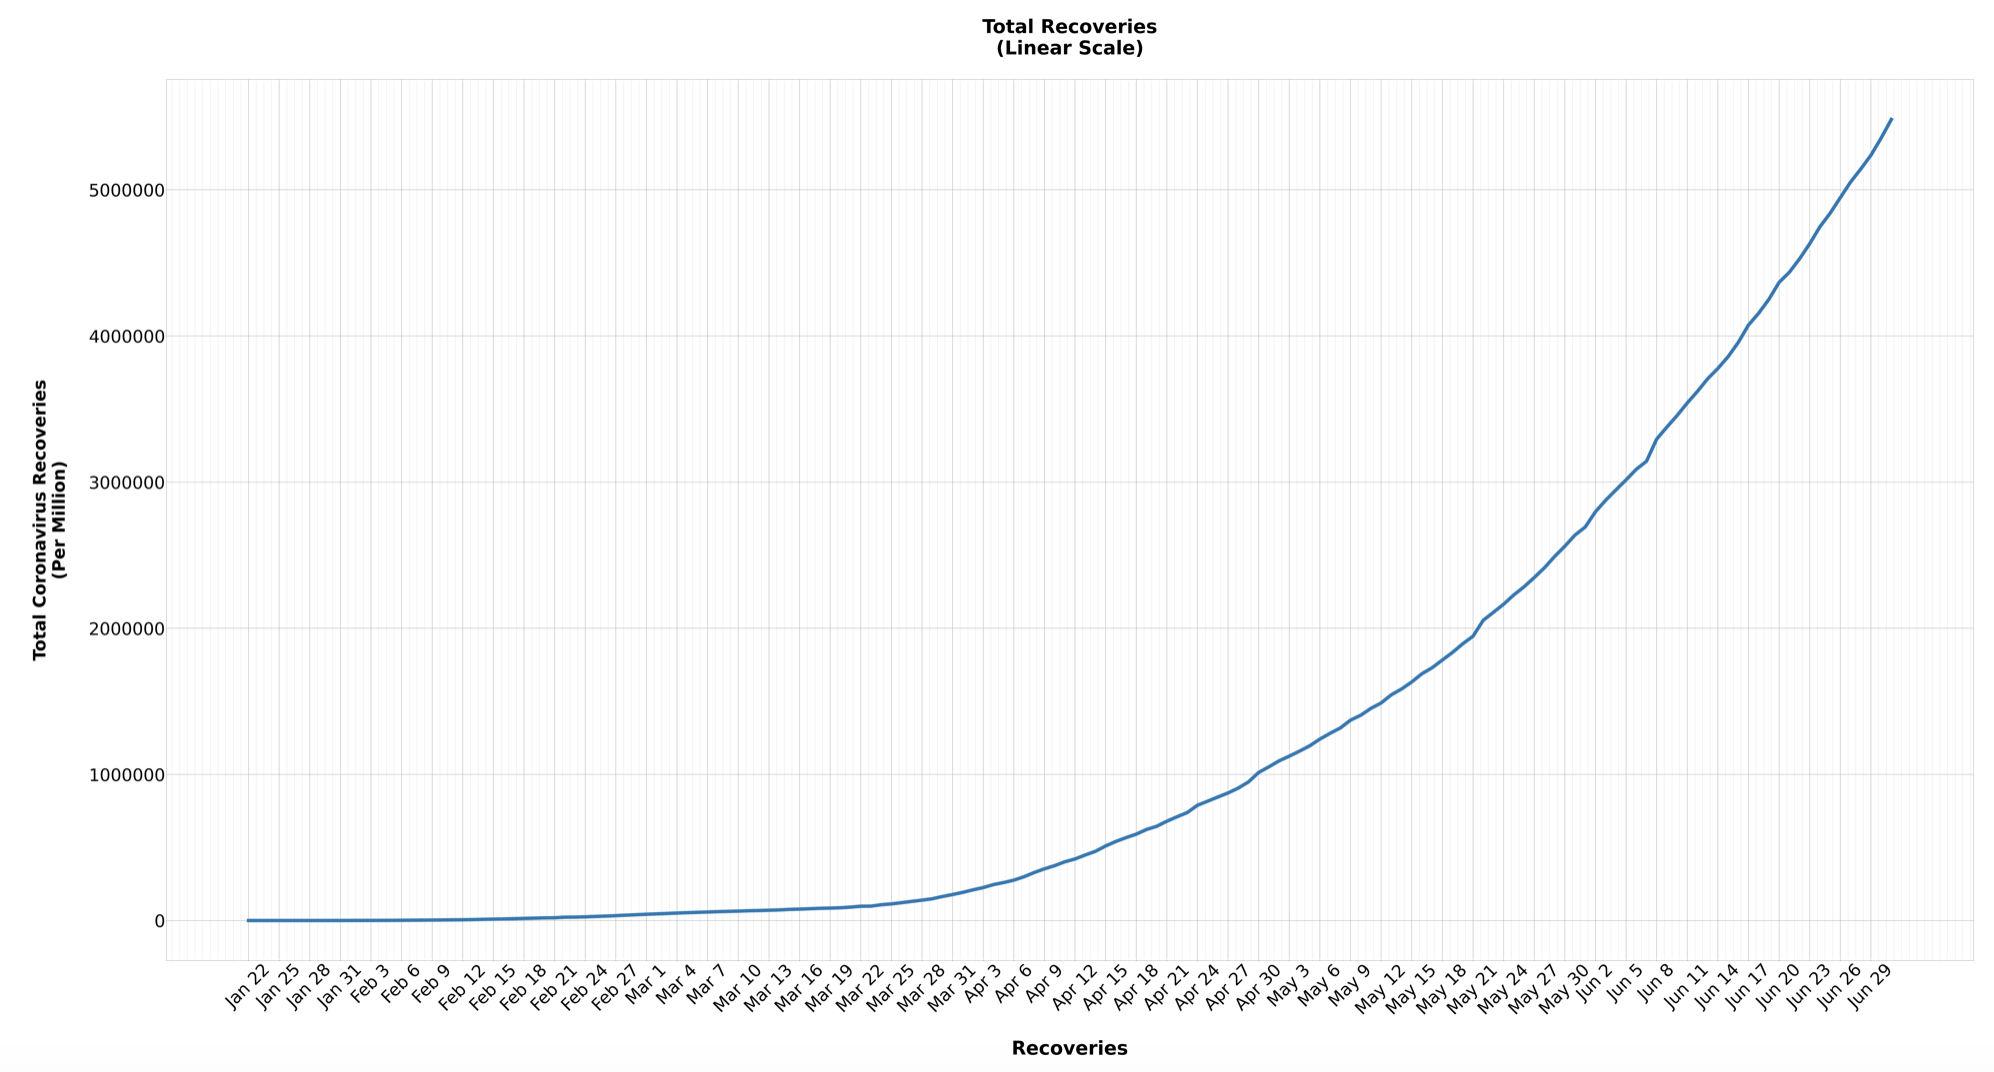 Total Recoveries
(Linear Scale)
Total Coronavirus Recoveries
(Per Million)
5000000
4000000
3000000
2000000
1000000
0
Jan 22
Jan 25
Jan 28
Jan 31
Feb 3
Feb 6
Feb 9
Feb 12
Feb 15
Feb 18
Feb 21
Feb 24
Feb 27
Mar 1
Mar 4
Mar 7
Mar 10
Mar 13
Mar 16
Mar 19
Mar 22
Mar 25
Mar 28
Mar 31
Apr 3
Apr 6
Apr 9
Apr 12
Apr 15
Apr 18
Apr 21
Apr 24
Apr 27
Apr 30
May 3
May 6
May 9
May 12
May 15
May 18
May 21
May 24
May 27
May 30
Jun 2
Jun 5
Jun 8
Jun 11
Jun 14
Jun 17
Jun 20
Jun 23
Jun 26
Jun 29
Recoveries